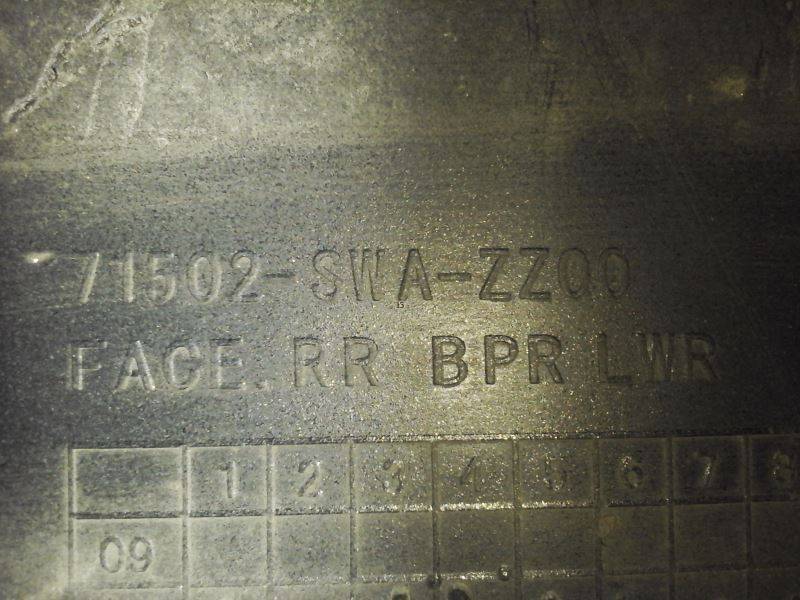 71502-SWA-ZZ00
FACE. RR BPR LWR
1 2 3 4 5 6 7 8
09